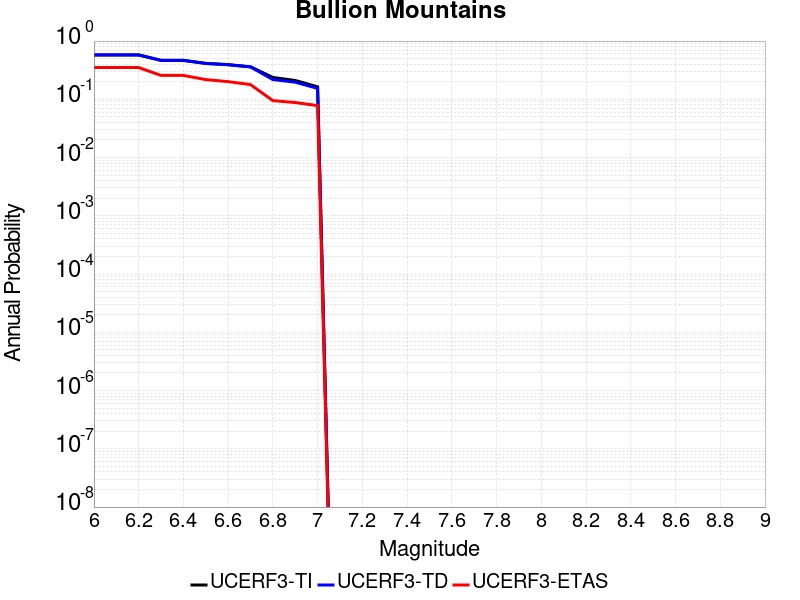 Bullion Mountains
10^0
10^-1
10^-2
10^-3
10^-4
10^-5
10^-6
10^-7
10^-8
Annual Probability
6 6.2 6.4 6.6 6.8 7 7.2 7.4 7.6 7.8 8 8.2 8.4 8.6 8.8 9
Magnitude
UCERF3-TI UCERF3-TD UCERF3-ETAS